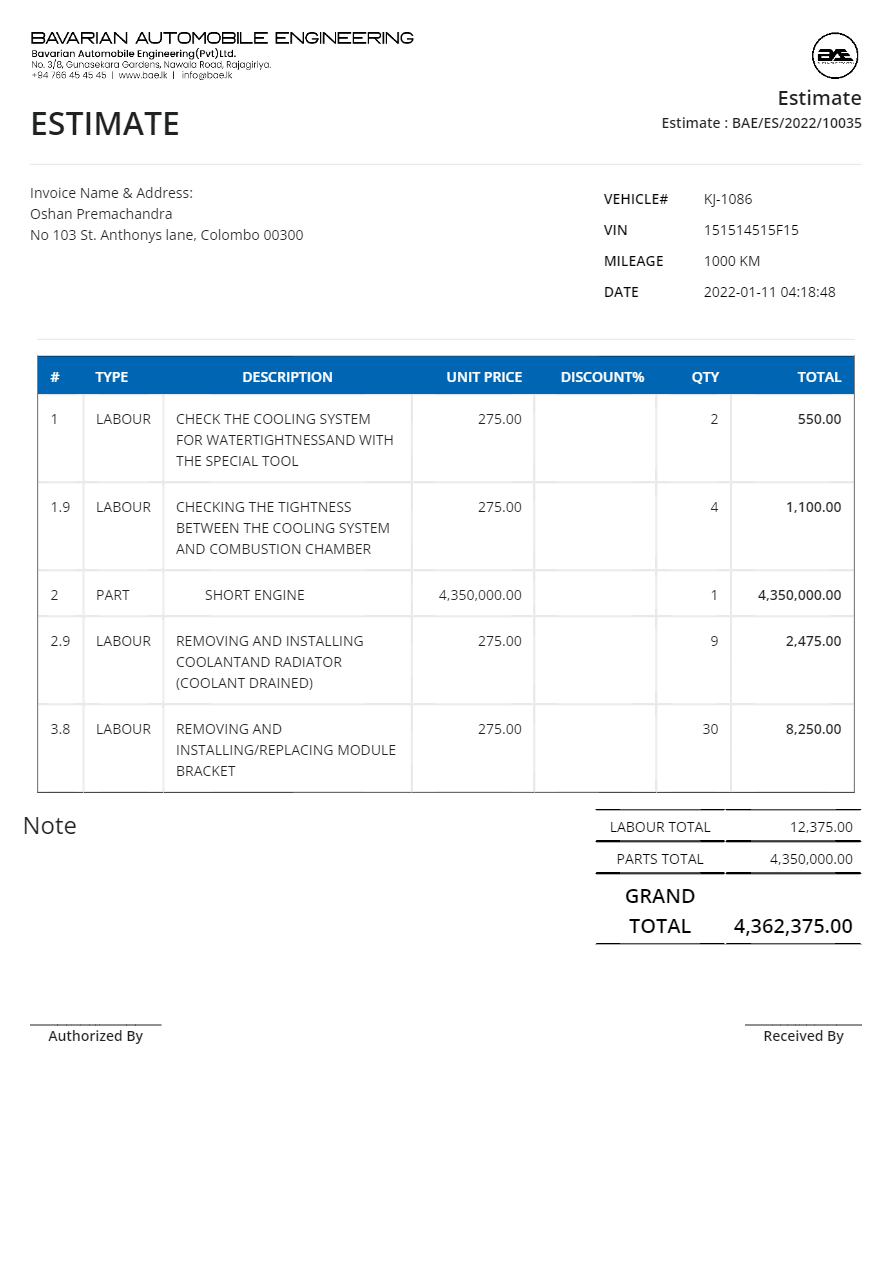 BAVARIAN AUTOMOBILE ENGINEERING
Bavarian Automobile Engineering(Pvt)Ltd.
No. 3/8, Gunasekara Gardens, Nawala Road, Rajagiriya.
+94 766 45 45 45 | www.bae.lk | info@bae.lk
BAE
Estimate
ESTIMATE
Estimate : BAE/ES/2022/10035
Invoice Name & Address:
Oshan Premachandra
No 103 St. Anthonys lane, Colombo 00300
VEHICLE# KJ-1086
VIN 151514515F15
MILEAGE 1000 KM
DATE 2022-01-11 04:18:48
# TYPE DESCRIPTION UNIT PRICE DISCOUNT% QTY TOTAL
1 LABOUR CHECK THE COOLING SYSTEM 275.00 2 550.00
FOR WATERTIGHTNESSAND WITH
THE SPECIAL TOOL
1.9 LABOUR CHECKING THE TIGHTNESS 275.00 4 1,100.00
BETWEEN THE COOLING SYSTEM
AND COMBUSTION CHAMBER
2 PART SHORT ENGINE 4,350,000.00 1 4,350,000.00
2.9 LABOUR REMOVING AND INSTALLING 275.00 9 2,475.00
COOLANTAND RADIATOR
(COOLANT DRAINED)
3.8 LABOUR REMOVING AND 275.00 30 8,250.00
INSTALLING/REPLACING MODULE
BRACKET
Note
LABOUR TOTAL 12,375.00
PARTS TOTAL 4,350,000.00
GRAND
TOTAL 4,362,375.00
Authorized By
Received By